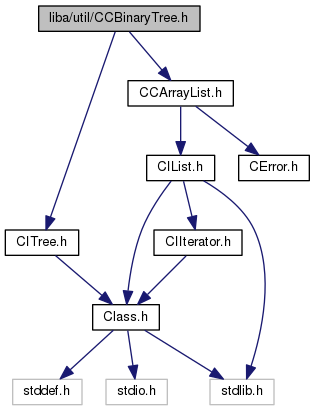 liba/util/CCBinaryTree.h
CCArrayList.h
CIList.h
CError.h
CITree.h
CIIterator.h
Class.h
stddef.h
stdio.h
stdlib.h